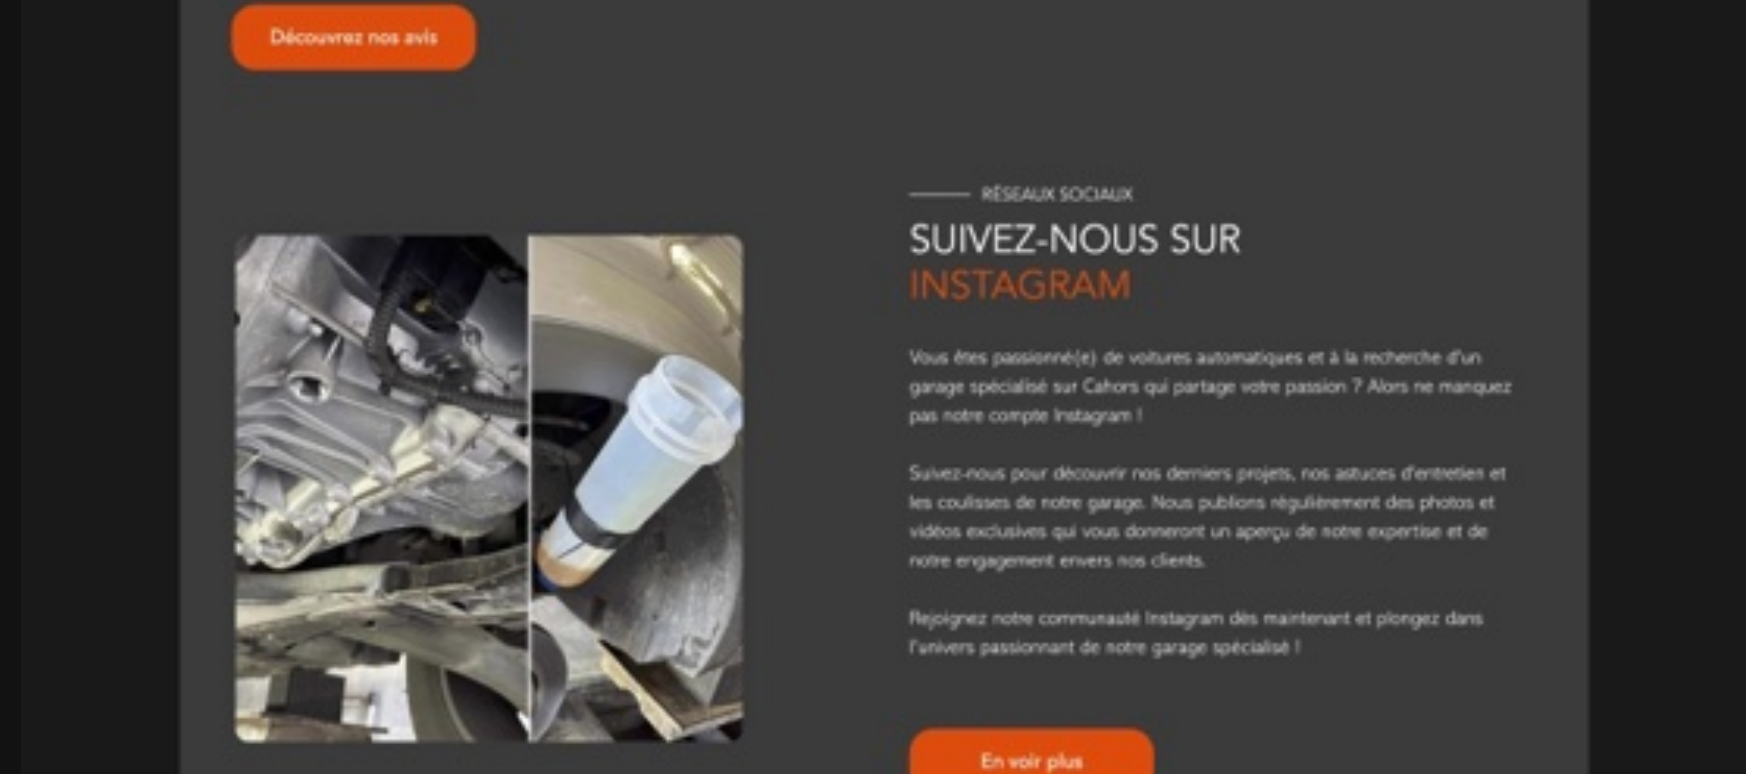 Découvrez nos avis
RÉSEAUX SOCIAUX
SUIVEZ-NOUS SUR
INSTAGRAM
Vous êtes passionné(e) de voitures automatiques et à la recherche d'un
garage spécialisé sur Cahors qui partage votre passion ? Alors ne manquez
pas notre compte Instagram !
Suivez-nous pour découvrir nos derniers projets, nos astuces d'entretien et
les coulisses de notre garage. Nous publions régulièrement des photos et
vidéos exclusives qui vous donneront un aperçu de notre expertise et de
notre engagement envers nos clients.
Rejoignez notre communauté Instagram dès maintenant et plongez dans
l'univers passionnant de notre garage spécialisé !
En voir plus